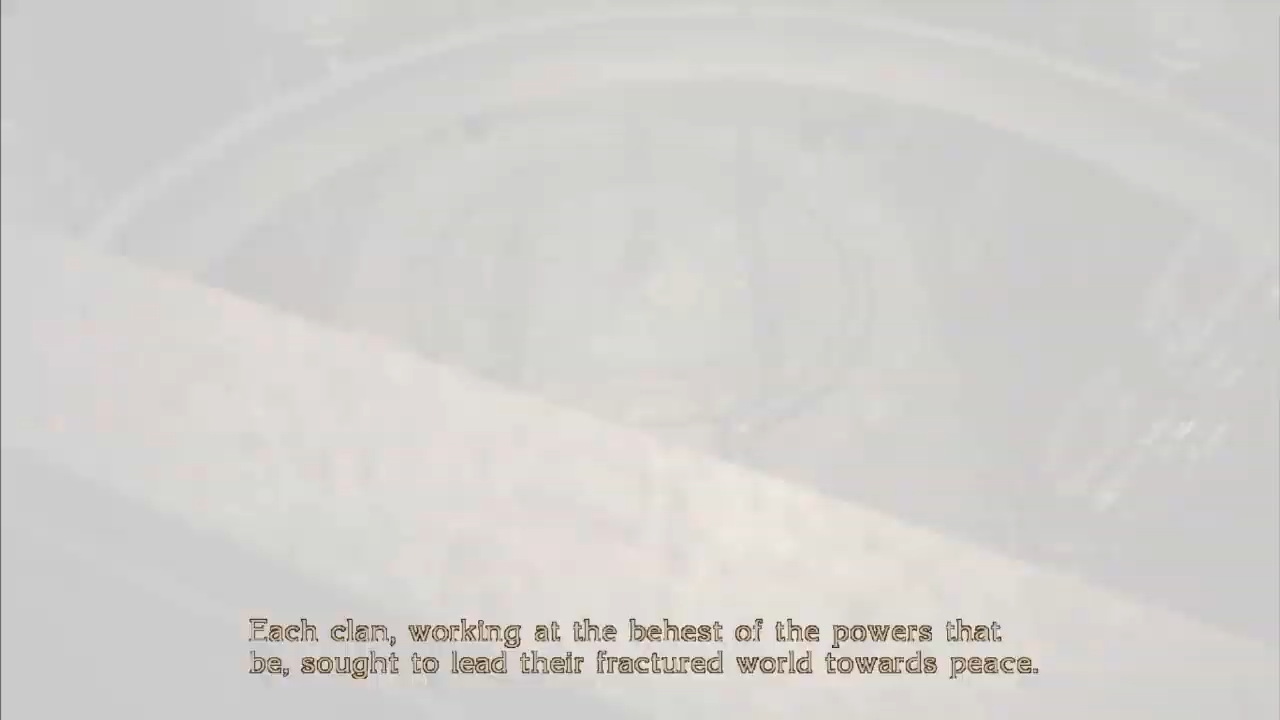 Each clan, working at the behest of the powers that
be, sought to lead their fractured world towards peace.